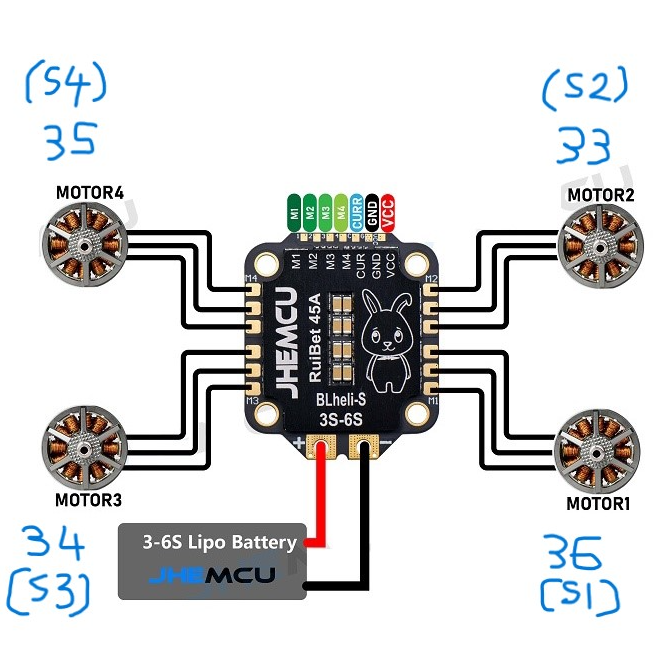 (S4)
35
(S2)
33
MOTOR4
MOTOR2
M1 M2 M3 M4 CURR GND VCC
M1 M2 M3 M4 CUR GND VCC
M4
M2
JHEMCU
RuiBet 45A
BLheli-S
3S-6S
M3
M1
+ −
MOTOR3
MOTOR1
3-6S Lipo Battery
JHEMCU
34
(S3)
36
(S1)